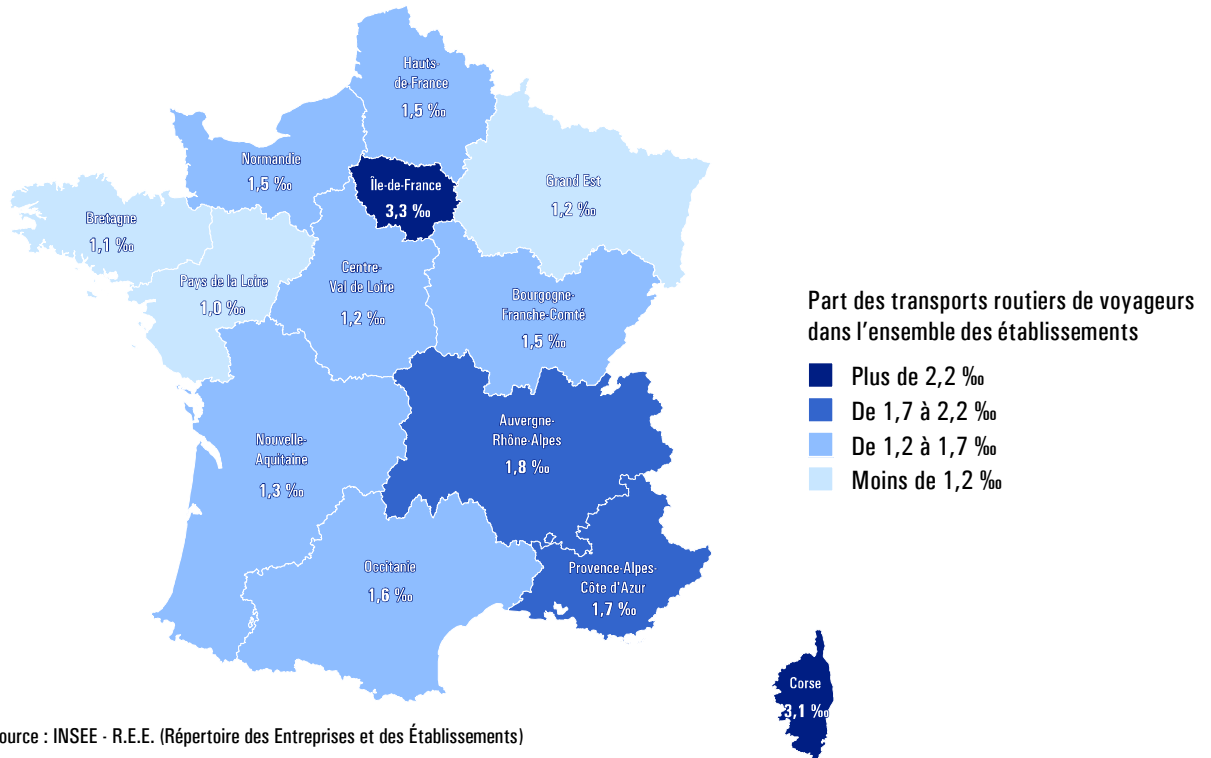 Hauts-
de-France
1,5 ‰
Normandie
1,5 ‰
Île-de-France
3,3 ‰
Grand Est
1,2 ‰
Bretagne
1,1 ‰
Pays de la Loire
1,0 ‰
Centre-
Val de Loire
1,2 ‰
Bourgogne-
Franche-Comté
1,5 ‰
Part des transports routiers de voyageurs
dans l'ensemble des établissements
Plus de 2,2 ‰
De 1,7 à 2,2 ‰
De 1,2 à 1,7 ‰
Moins de 1,2 ‰
Auvergne-
Rhône-Alpes
1,8 ‰
Nouvelle-
Aquitaine
1,3 ‰
Occitanie
1,6 ‰
Provence-Alpes-
Côte d'Azur
1,7 ‰
Corse
3,1 ‰
ource : INSEE - R.E.E. (Répertoire des Entreprises et des Établissements)